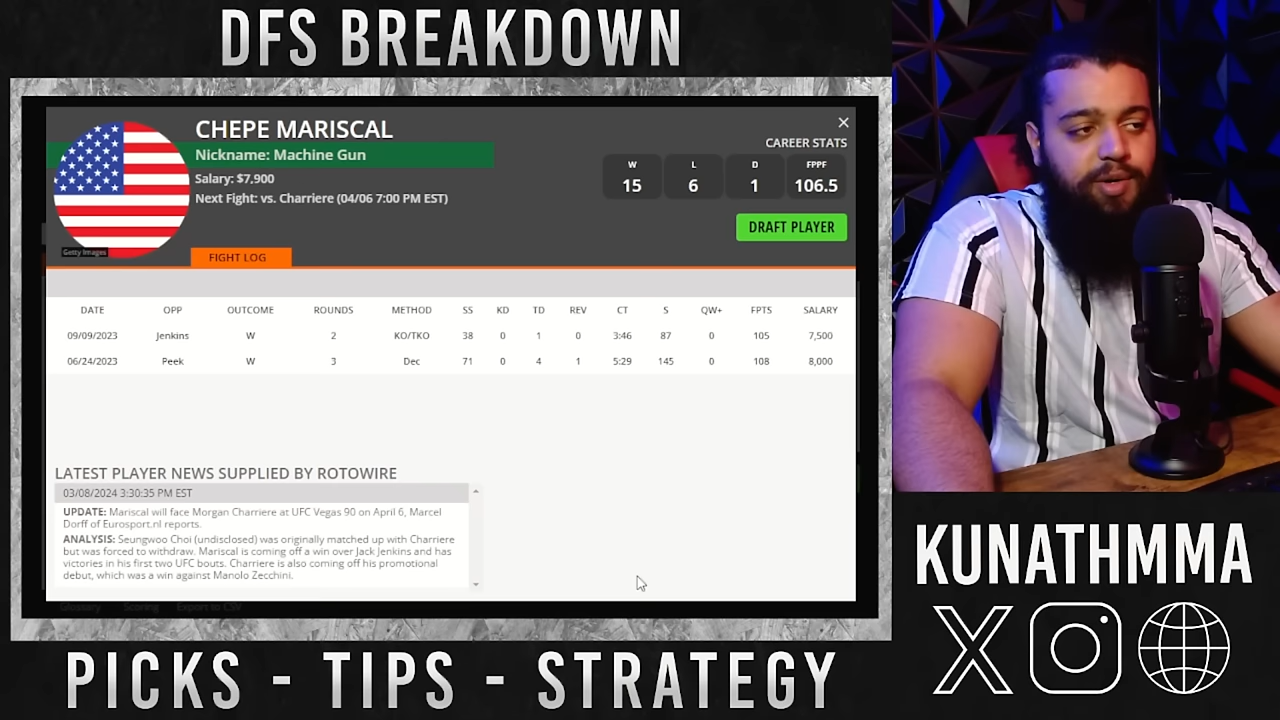 DFS BREAKDOWN
CHEPE MARISCAL
Nickname: Machine Gun
Salary: $7,900
Next Fight: vs. Charriere (04/06 7:00 PM EST)
Getty Images
CAREER STATS
W L D FPPF
15 6 1 106.5
DRAFT PLAYER
FIGHT LOG
DATE OPP OUTCOME ROUNDS METHOD SS KD TD REV CT S QW+ FPTS SALARY
09/09/2023 Jenkins W 2 KO/TKO 38 0 1 0 3:46 87 0 105 7,500
06/24/2023 Peek W 3 Dec 71 0 4 1 5:29 145 0 108 8,000
LATEST PLAYER NEWS SUPPLIED BY ROTOWIRE
03/08/2024 3:30:35 PM EST
UPDATE: Mariscal will face Morgan Charriere at UFC Vegas 90 on April 6, Marcel
Dorff of Eurosport.nl reports.
ANALYSIS: Seungwoo Choi (undisclosed) was originally matched up with Charriere
but was forced to withdraw. Mariscal is coming off a win over Jack Jenkins and has
victories in his first two UFC bouts. Charriere is also coming off his promotional
debut, which was a win against Manolo Zecchini.
Glossary Scoring Export to CSV
KUNATHMMA
PICKS - TIPS - STRATEGY